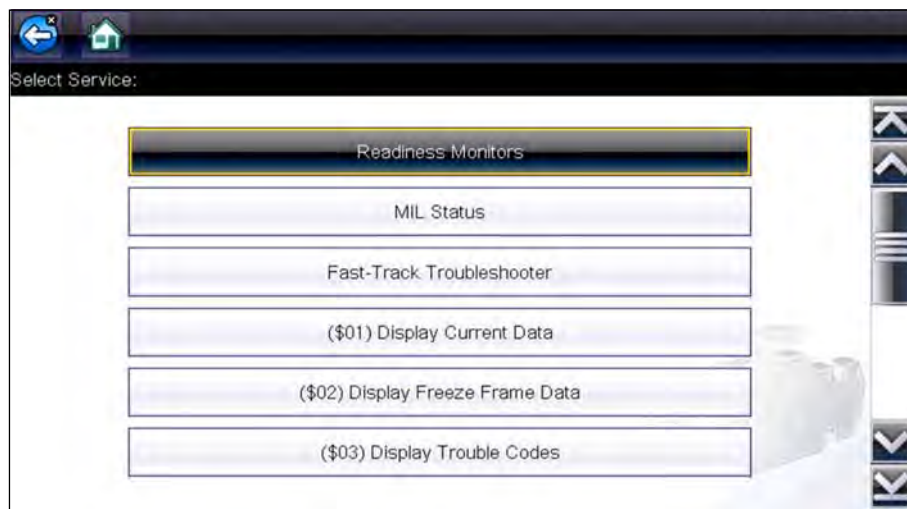 Select Service:
Readiness Monitors
MIL Status
Fast-Track Troubleshooter
($01) Display Current Data
($02) Display Freeze Frame Data
($03) Display Trouble Codes